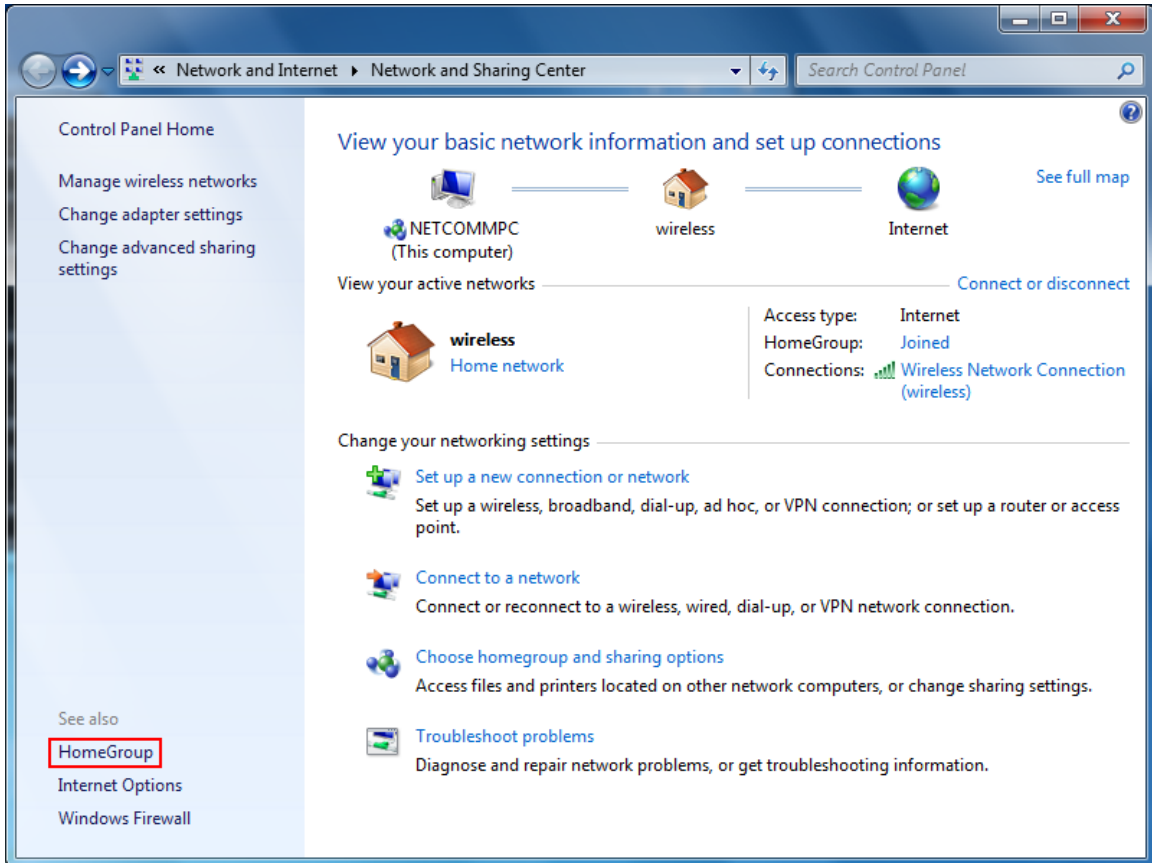 « Network and Internet ▸ Network and Sharing Center
Search Control Panel
Control Panel Home
Manage wireless networks
Change adapter settings
Change advanced sharing
settings
See also
HomeGroup
Internet Options
Windows Firewall
View your basic network information and set up connections
See full map
NETCOMMPC
(This computer)
wireless
Internet
View your active networks
Connect or disconnect
wireless
Home network
Access type: Internet
HomeGroup: Joined
Connections: Wireless Network Connection
(wireless)
Change your networking settings
Set up a new connection or network
Set up a wireless, broadband, dial-up, ad hoc, or VPN connection; or set up a router or access
point.
Connect to a network
Connect or reconnect to a wireless, wired, dial-up, or VPN network connection.
Choose homegroup and sharing options
Access files and printers located on other network computers, or change sharing settings.
Troubleshoot problems
Diagnose and repair network problems, or get troubleshooting information.